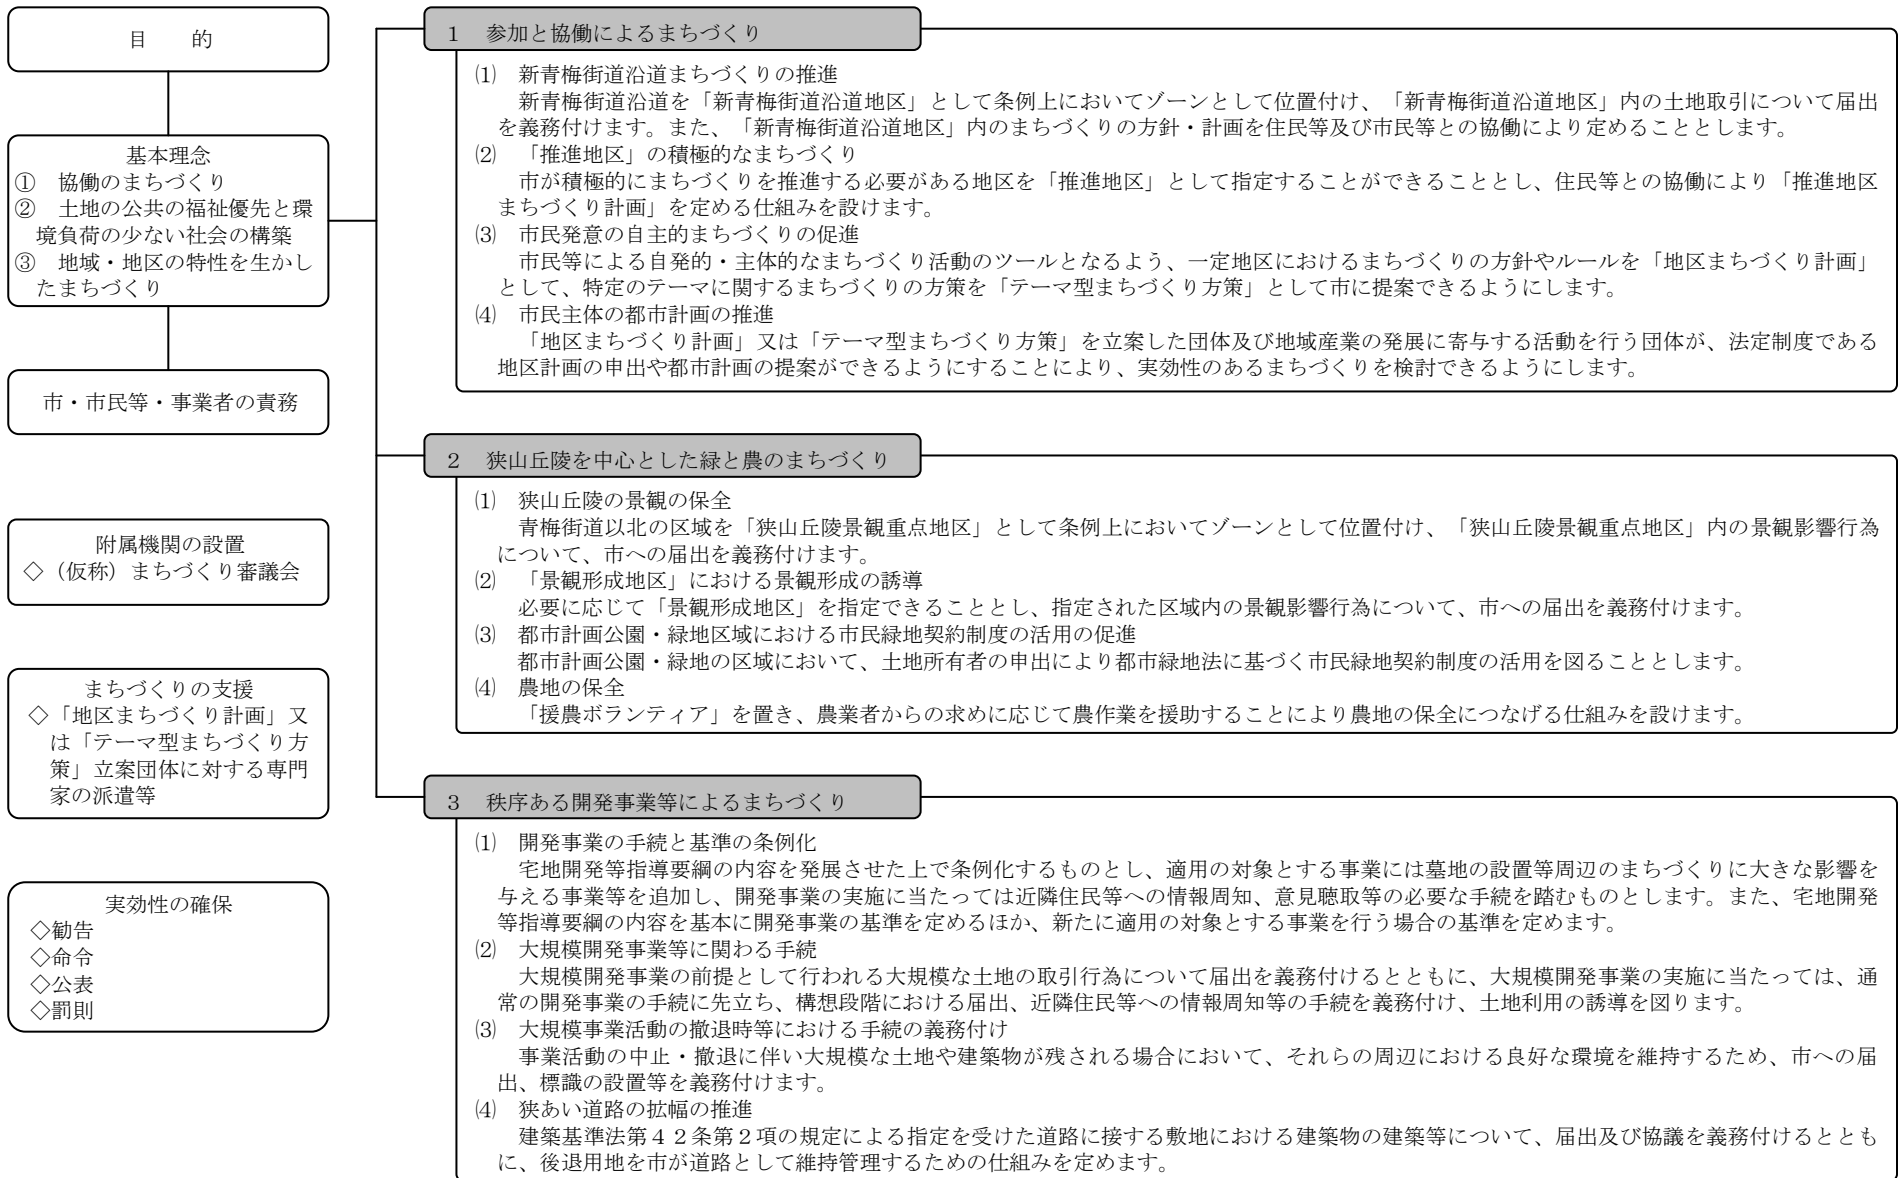 目　　的
基本理念
①　協働のまちづくり
②　土地の公共の福祉優先と環
境負荷の少ない社会の構築
③　地域・地区の特性を生かし
たまちづくり
市・市民等・事業者の責務
附属機関の設置
◇（仮称）まちづくり審議会
まちづくりの支援
◇「地区まちづくり計画」又
は「テーマ型まちづくり方
策」立案団体に対する専門
家の派遣等
実効性の確保
◇勧告
◇命令
◇公表
◇罰則
１　参加と協働によるまちづくり
⑴　新青梅街道沿道まちづくりの推進
新青梅街道沿道を「新青梅街道沿道地区」として条例上においてゾーンとして位置付け、「新青梅街道沿道地区」内の土地取引について届出
を義務付けます。また、「新青梅街道沿道地区」内のまちづくりの方針・計画を住民等及び市民等との協働により定めることとします。
⑵　「推進地区」の積極的なまちづくり
市が積極的にまちづくりを推進する必要がある地区を「推進地区」として指定することができることとし、住民等との協働により「推進地区
まちづくり計画」を定める仕組みを設けます。
⑶　市民発意の自主的まちづくりの促進
市民等による自発的・主体的なまちづくり活動のツールとなるよう、一定地区におけるまちづくりの方針やルールを「地区まちづくり計画」
として、特定のテーマに関するまちづくりの方策を「テーマ型まちづくり方策」として市に提案できるようにします。
⑷　市民主体の都市計画の推進
「地区まちづくり計画」又は「テーマ型まちづくり方策」を立案した団体及び地域産業の発展に寄与する活動を行う団体が、法定制度である
地区計画の申出や都市計画の提案ができるようにすることにより、実効性のあるまちづくりを検討できるようにします。
２　狭山丘陵を中心とした緑と農のまちづくり
⑴　狭山丘陵の景観の保全
青梅街道以北の区域を「狭山丘陵景観重点地区」として条例上においてゾーンとして位置付け、「狭山丘陵景観重点地区」内の景観影響行為
について、市への届出を義務付けます。
⑵　「景観形成地区」における景観形成の誘導
必要に応じて「景観形成地区」を指定できることとし、指定された区域内の景観影響行為について、市への届出を義務付けます。
⑶　都市計画公園・緑地区域における市民緑地契約制度の活用の促進
都市計画公園・緑地の区域において、土地所有者の申出により都市緑地法に基づく市民緑地契約制度の活用を図ることとします。
⑷　農地の保全
「援農ボランティア」を置き、農業者からの求めに応じて農作業を援助することにより農地の保全につなげる仕組みを設けます。
３　秩序ある開発事業等によるまちづくり
⑴　開発事業の手続と基準の条例化
宅地開発等指導要綱の内容を発展させた上で条例化するものとし、適用の対象とする事業には墓地の設置等周辺のまちづくりに大きな影響を
与える事業等を追加し、開発事業の実施に当たっては近隣住民等への情報周知、意見聴取等の必要な手続を踏むものとします。また、宅地開発
等指導要綱の内容を基本に開発事業の基準を定めるほか、新たに適用の対象とする事業を行う場合の基準を定めます。
⑵　大規模開発事業等に関わる手続
大規模開発事業の前提として行われる大規模な土地の取引行為について届出を義務付けるとともに、大規模開発事業の実施に当たっては、通
常の開発事業の手続に先立ち、構想段階における届出、近隣住民等への情報周知等の手続を義務付け、土地利用の誘導を図ります。
⑶　大規模事業活動の撤退時等における手続の義務付け
事業活動の中止・撤退に伴い大規模な土地や建築物が残される場合において、それらの周辺における良好な環境を維持するため、市への届
出、標識の設置等を義務付けます。
⑷　狭あい道路の拡幅の推進
建築基準法第４２条第２項の規定による指定を受けた道路に接する敷地における建築物の建築等について、届出及び協議を義務付けるととも
に、後退用地を市が道路として維持管理するための仕組みを定めます。